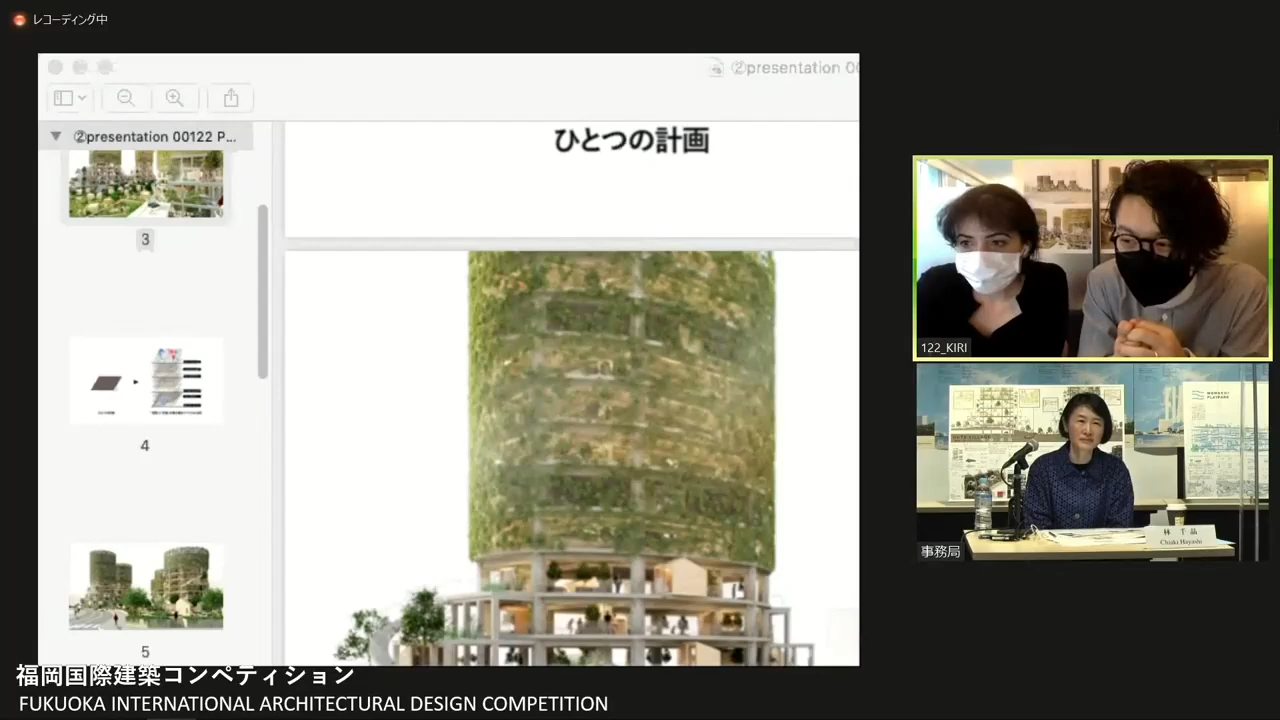 レコーディング中
②presentation 00
②presentation 00122 P...
ひとつの計画
3
4
5
122_KIRI
MOMOCHI
PLAYPARK
林 千晶
Chiaki Hayashi
事務局
福岡国際建築コンペティション
FUKUOKA INTERNATIONAL ARCHITECTURAL DESIGN COMPETITION